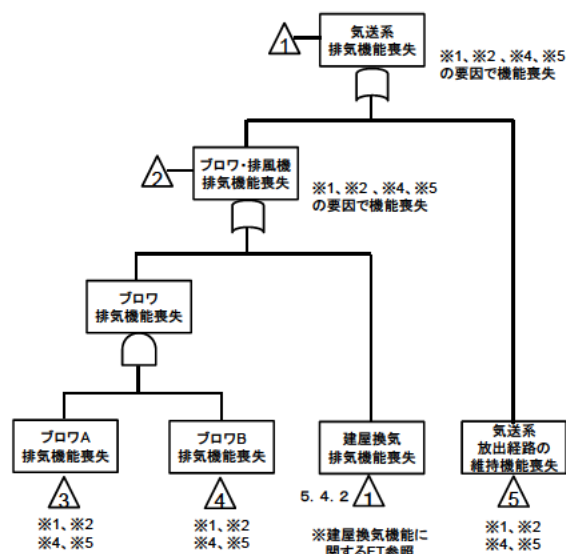 1
気送系
排気機能喪失
※1、※2、※4、※5
の要因で機能喪失
2
ブロワ・排風機
排気機能喪失
※1、※2、※4、※5
の要因で機能喪失
ブロワ
排気機能喪失
ブロワA
排気機能喪失
ブロワB
排気機能喪失
建屋換気
排気機能喪失
気送系
放出経路の
維持機能喪失
3
4
5.4.2
1
5
※1、※2
※4、※5
※1、※2
※4、※5
※建屋換気機能に
関するFT参照
※1、※2
※4、※5